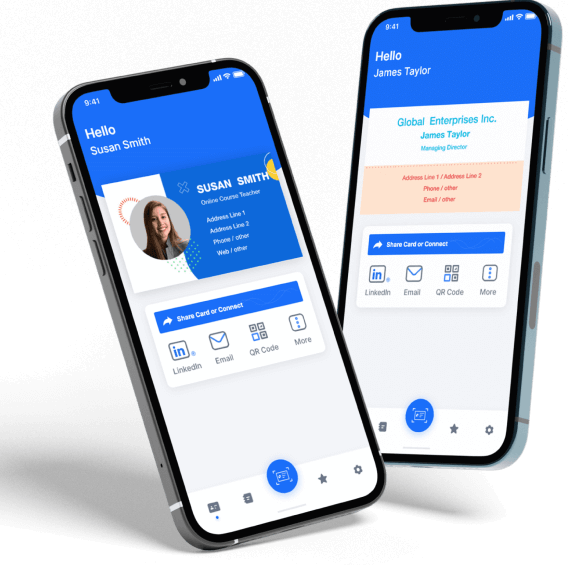 9:41
Hello
Susan Smith
SUSAN SMITH
Online Course Teacher
Address Line 1
Address Line 2
Phone / other
Web / other
Share Card or Connect
in
LinkedIn
Email
QR Code
More
9:41
Hello
James Taylor
Global Enterprises Inc.
James Taylor
Managing Director
Address Line 1 / Address Line 2
Phone / other
Email / other
Share Card or Connect
in
LinkedIn
Email
QR Code
More